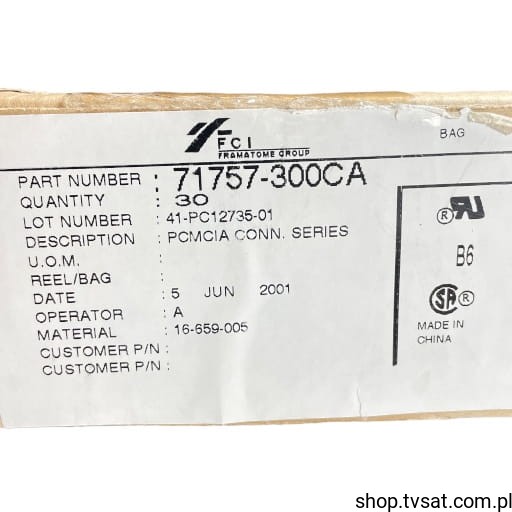 FCI
FRAMATOME GROUP
BAG
PART NUMBER : 71757-300CA
QUANTITY : 30
LOT NUMBER : 41-PC12735-01
DESCRIPTION : PCMCIA CONN. SERIES
U.O.M. :
REEL/BAG :
DATE : 5 JUN 2001
OPERATOR : A
MATERIAL : 16-659-005
CUSTOMER P/N :
CUSTOMER P/N :
® UR
B6
SA ®
MADE IN
CHINA
shop.tvsat.com.pl